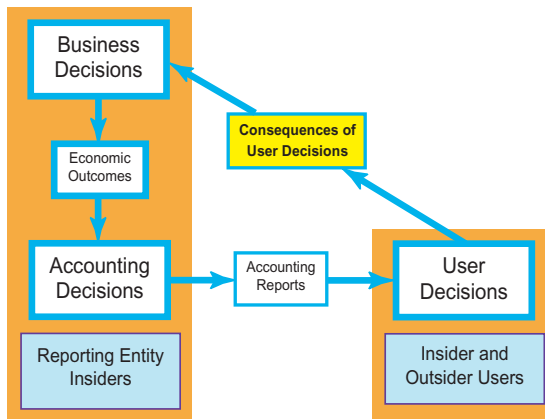 Business
Decisions
Consequences of
User Decisions
Economic
Outcomes
Accounting
Decisions
Accounting
Reports
User
Decisions
Reporting Entity
Insiders
Insider and
Outsider Users